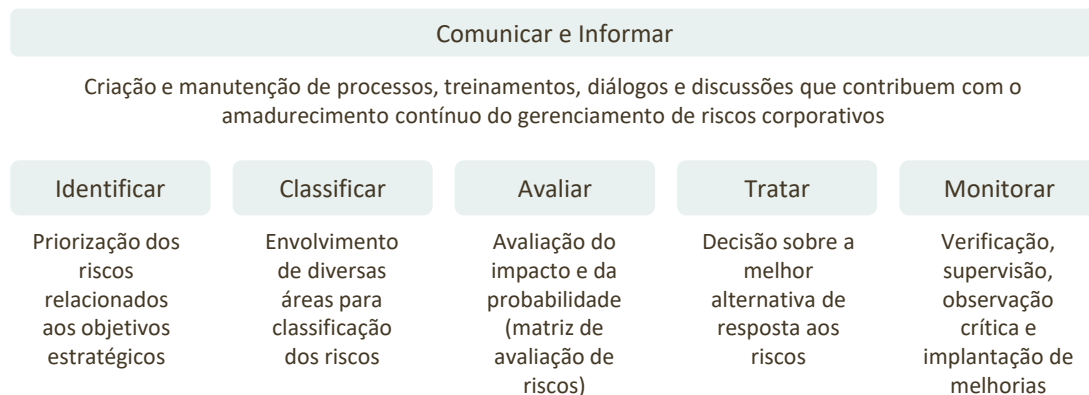 Comunicar e Informar
Criação e manutenção de processos, treinamentos, diálogos e discussões que contribuem com o
amadurecimento contínuo do gerenciamento de riscos corporativos
Identificar
Priorização dos
riscos
relacionados
aos objetivos
estratégicos
Classificar
Envolvimento
de diversas
áreas para
classificação
dos riscos
Avaliar
Avaliação do
impacto e da
probabilidade
(matriz de
avaliação de
riscos)
Tratar
Decisão sobre a
melhor
alternativa de
resposta aos
riscos
Monitorar
Verificação,
supervisão,
observação
crítica e
implantação de
melhorias